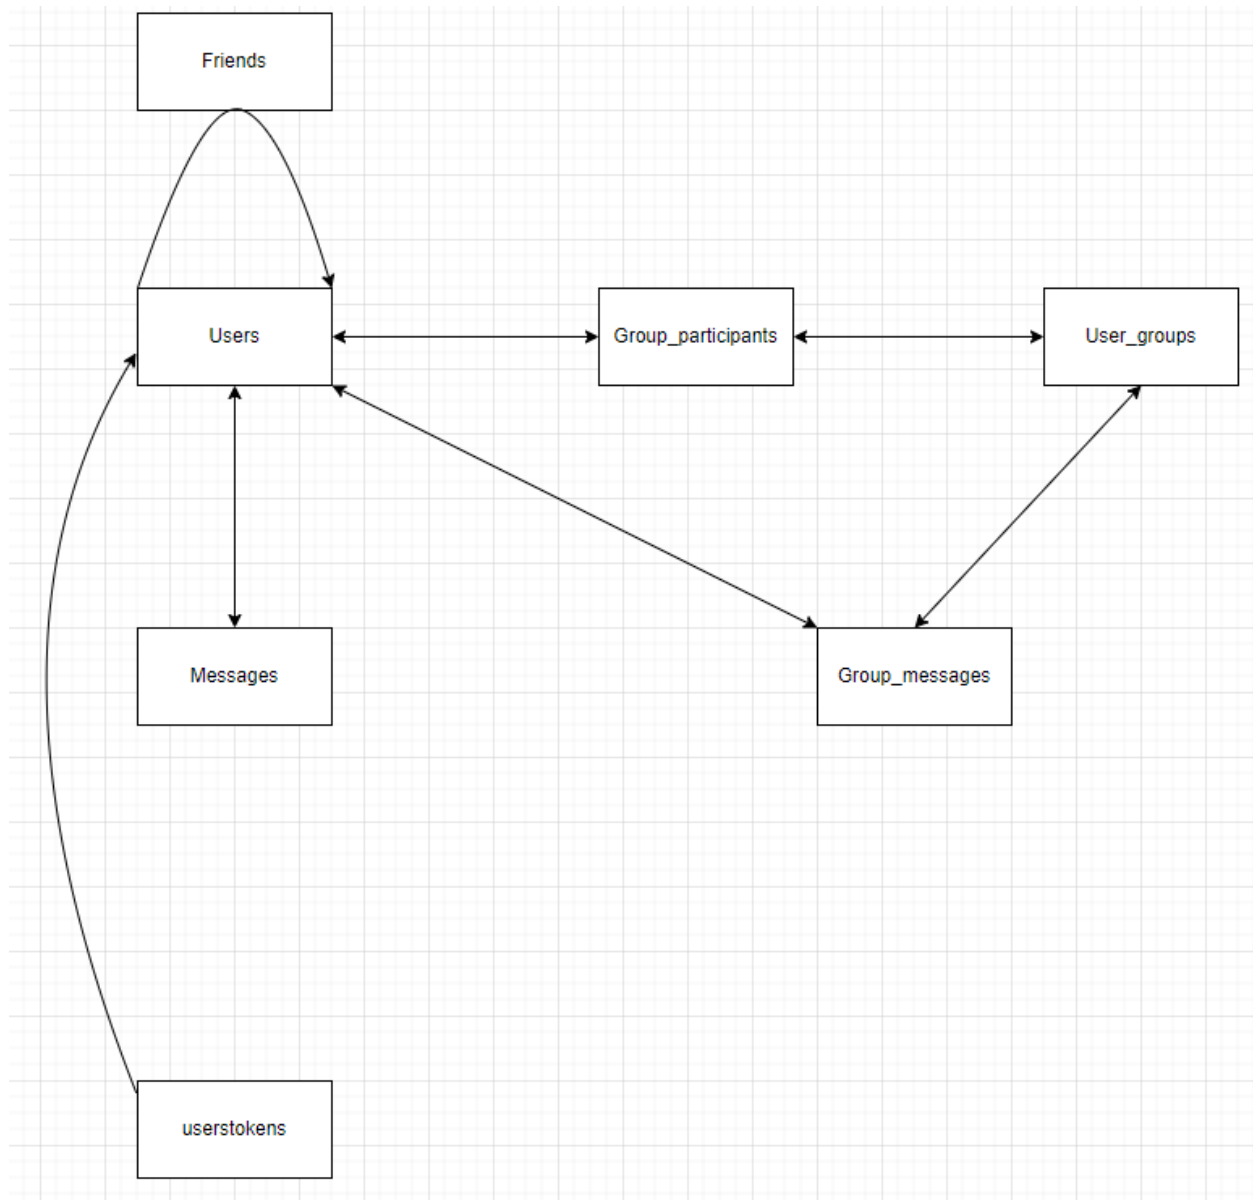 Friends
Users
Group_participants
User_groups
Messages
Group_messages
userstokens